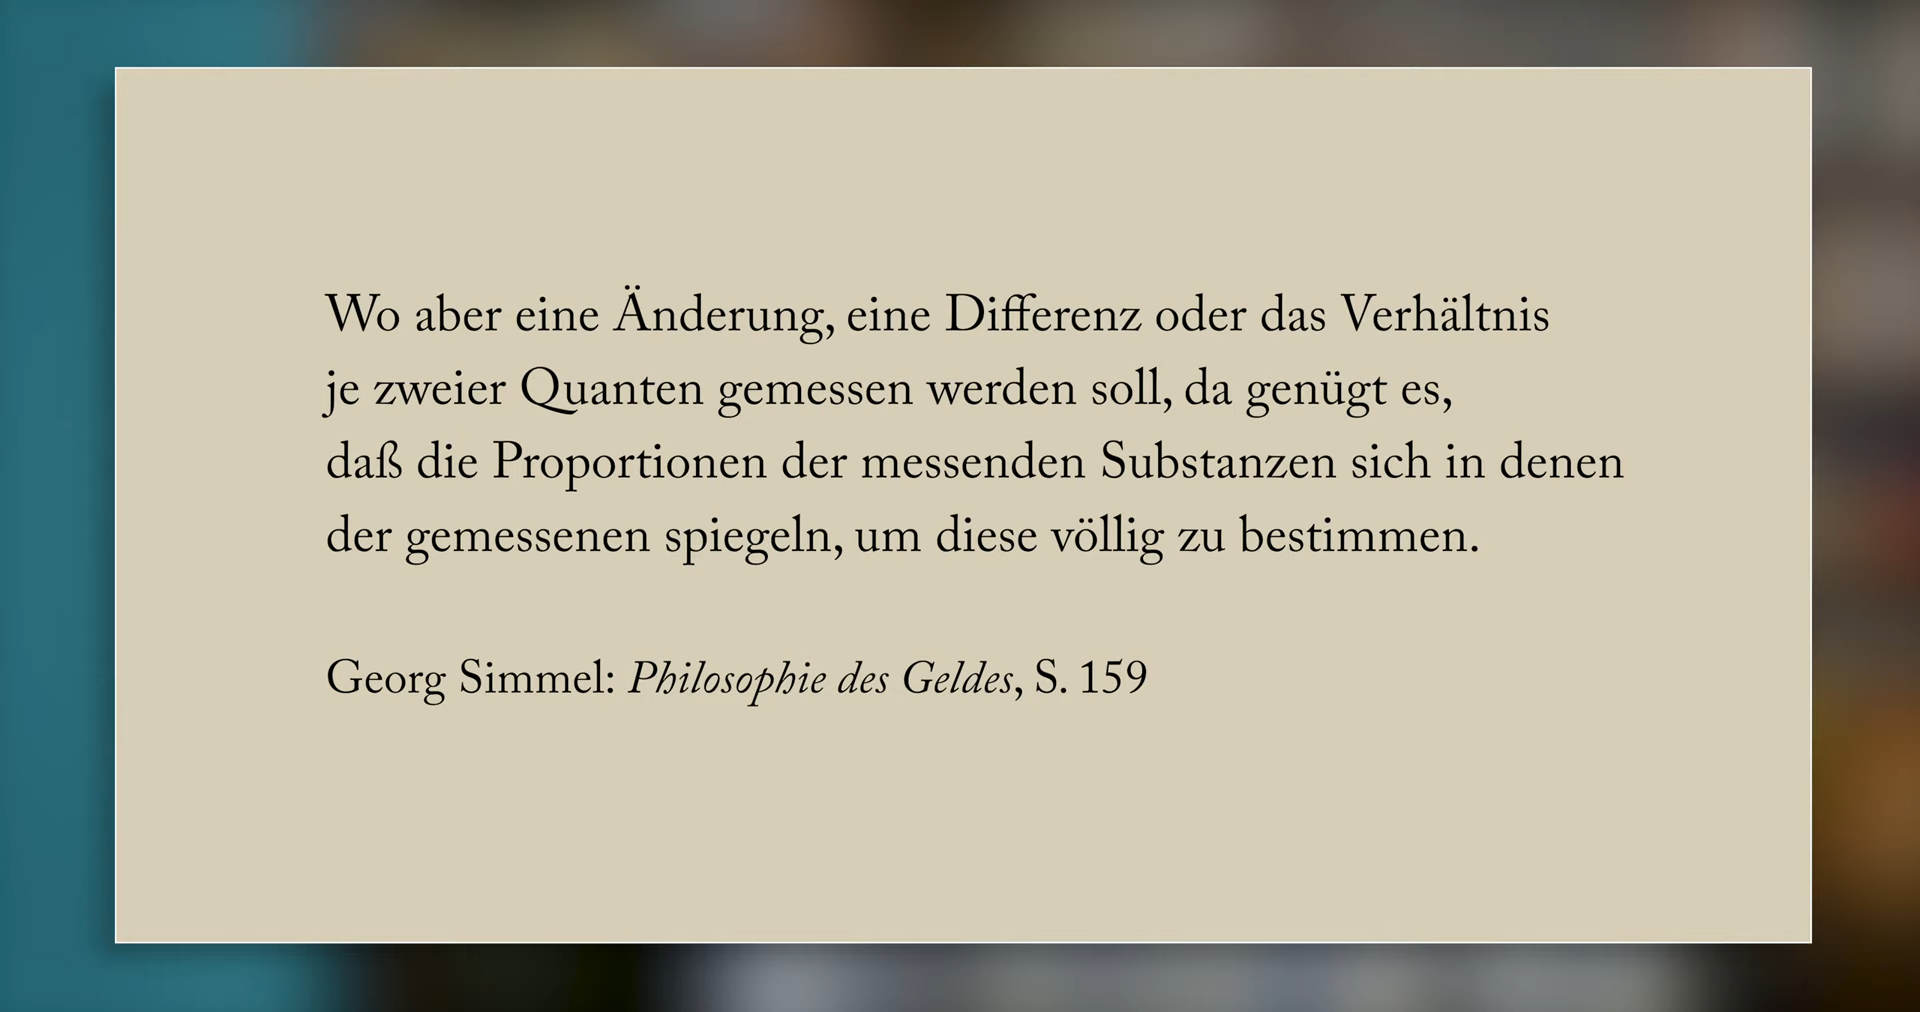 Wo aber eine Änderung, eine Differenz oder das Verhältnis
je zweier Quanten gemessen werden soll, da genügt es,
daß die Proportionen der messenden Substanzen sich in denen
der gemessenen spiegeln, um diese völlig zu bestimmen.
Georg Simmel: Philosophie des Geldes, S. 159